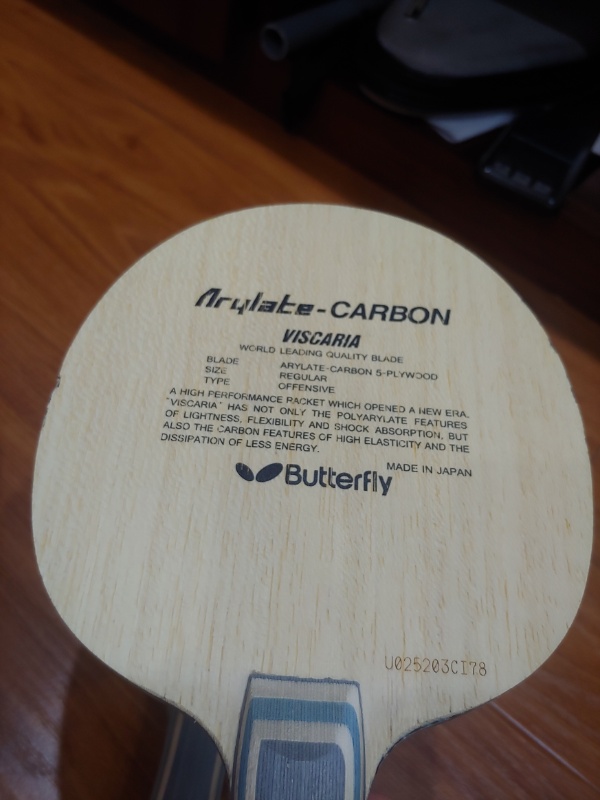 Arylate-CARBON
VISCARIA
WORLD LEADING QUALITY BLADE
BLADE ARYLATE-CARBON 5-PLYWOOD
SIZE REGULAR
TYPE OFFENSIVE
A HIGH PERFORMANCE RACKET WHICH OPENED A NEW ERA.
"VISCARIA" HAS NOT ONLY THE POLYARYLATE FEATURES
OF LIGHTNESS, FLEXIBILITY AND SHOCK ABSORPTION, BUT
ALSO THE CARBON FEATURES OF HIGH ELASTICITY AND THE
DISSIPATION OF LESS ENERGY.
MADE IN JAPAN
Butterfly
U025203CI78